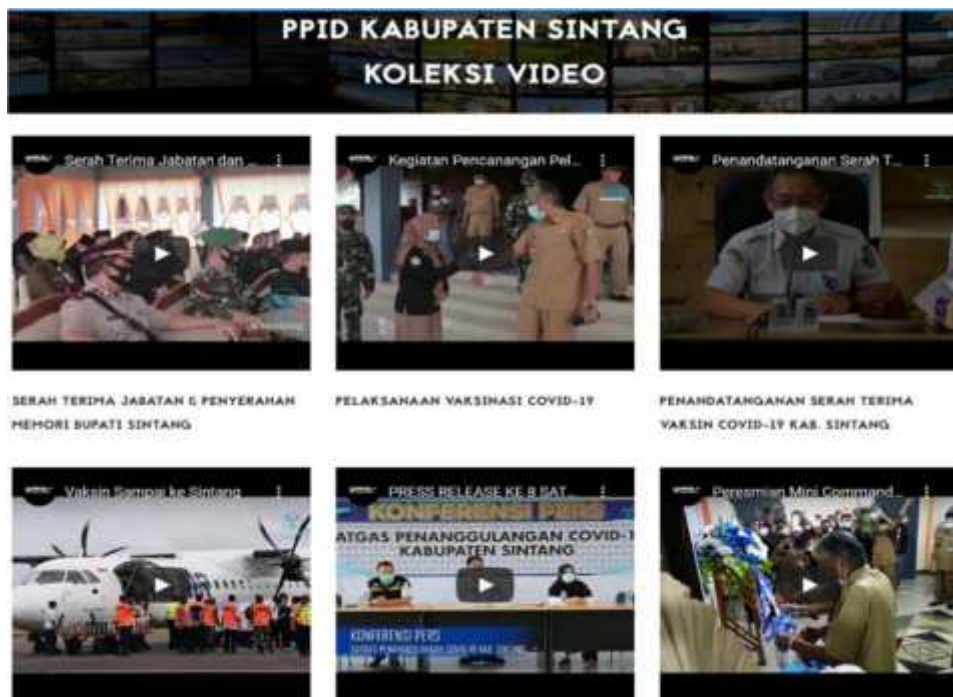 PPID KABUPATEN SINTANG
KOLEKSI VIDEO
Serah Terima Jabatan dan ...
Kegiatan Pencanangan Pel...
Penandatanganan Serah T...
SERAH TERIMA JABATAN & PENYERAHAN
MEMORI BUPATI SINTANG
PELAKSANAAN VAKSINASI COVID-19
PENANDATANGANAN SERAH TERIMA
VAKSIN COVID-19 KAB. SINTANG
Vaksin Sampai ke Sintang
PRESS RELEASE KE 8 SAT...
Peresmian Mini Command...
KONFERENSI PERS
ATGAS PENANGGULANGAN COVID-1
KABUPATEN SINTANG
KONFERENSI PERS